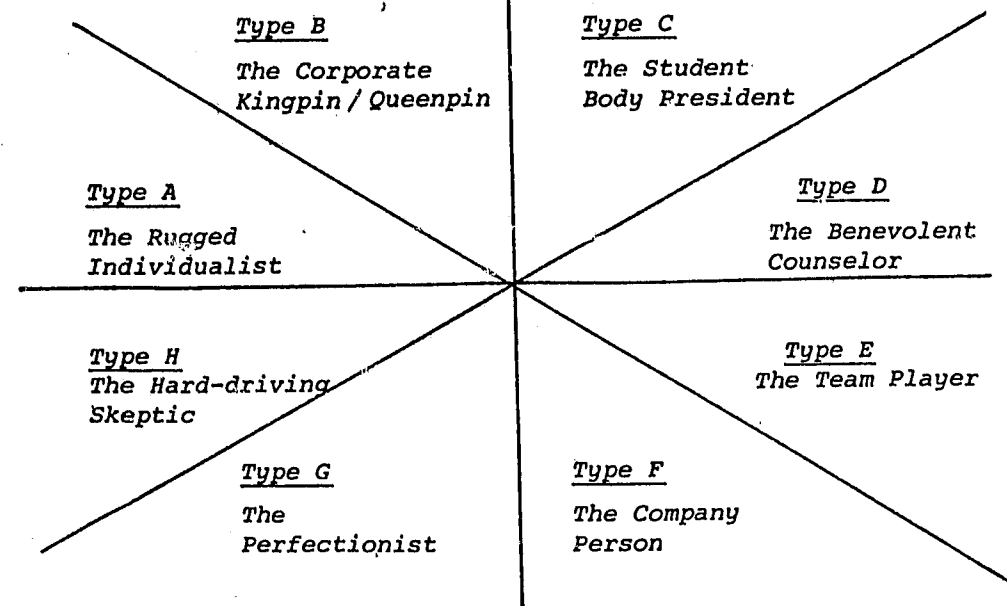 Type B
The Corporate
Kingpin / Queenpin
Type C
The Student
Body President
Type A
The Rugged
Individualist
Type D
The Benevolent
Counselor
Type H
The Hard-driving
Skeptic
Type E
The Team Player
Type G
The
Perfectionist
Type F
The Company
Person